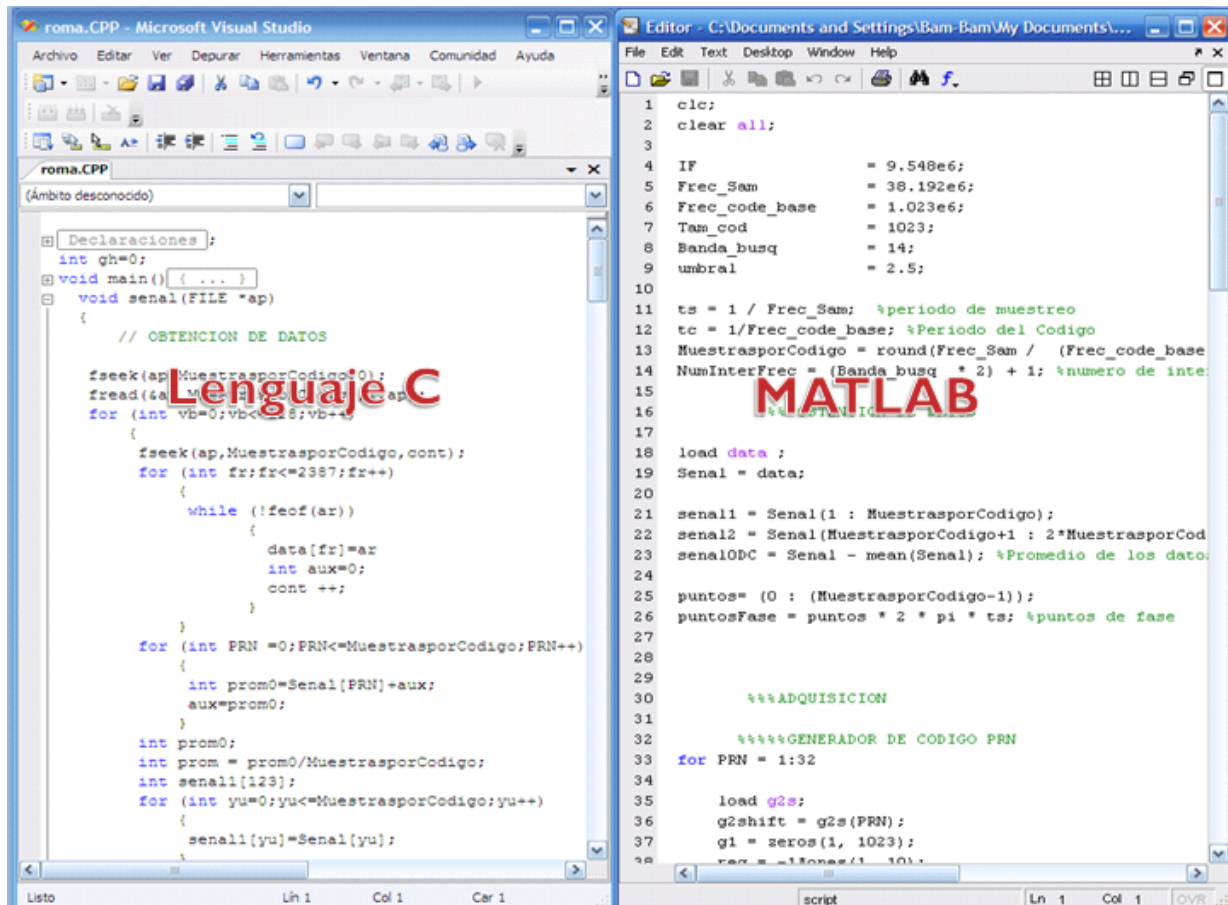 roma.CPP - Microsoft Visual Studio
Archivo Editar Ver Depurar Herramientas Ventana Comunidad Ayuda
roma.CPP
(Ámbito desconocido)
Declaraciones ;
int gh=0;
void main() { ... }
void senal(FILE *ap)
{
// OBTENCION DE DATOS
fseek(ap,MuestrasporCodigo,0);
fread(&a
for (int vb=0;vb<
{
fseek(ap,MuestrasporCodigo,cont);
for (int fr;fr<=2387;fr++)
{
while (!feof(ar))
{
data[fr]=ar
int aux=0;
cont ++;
}
}
for (int PRN =0;PRN<=MuestrasporCodigo;PRN++)
{
int prom0=Senal[PRN]+aux;
aux=prom0;
}
int prom0;
int prom = prom0/MuestrasporCodigo;
int senal1[123];
for (int yu=0;yu<=MuestrasporCodigo;yu++)
{
senal1[yu]=Senal[yu];
}
Lenguaje C
Listo Lín 1 Col 1 Car 1
Editor - C:\Documents and Settings\Bam-Bam\My Documents\...
File Edit Text Desktop Window Help
1 clc;
2 clear all;
3
4 IF = 9.548e6;
5 Frec_Sam = 38.192e6;
6 Frec_code_base = 1.023e6;
7 Tam_cod = 1023;
8 Banda_busq = 14;
9 umbral = 2.5;
10
11 ts = 1 / Frec_Sam; %periodo de muestreo
12 tc = 1/Frec_code_base; %Periodo del Codigo
13 MuestrasporCodigo = round(Frec_Sam / (Frec_code_base
14 NumInterFrec = (Banda_busq * 2) + 1; %numero de inte
15
MATLAB
16
17
18 load data ;
19 Senal = data;
20
21 senal1 = Senal(1 : MuestrasporCodigo);
22 senal2 = Senal(MuestrasporCodigo+1 : 2*MuestrasporCod
23 senal0DC = Senal - mean(Senal); %Promedio de los dato
24
25 puntos= (0 : (MuestrasporCodigo-1));
26 puntosFase = puntos * 2 * pi * ts; %puntos de fase
27
28
29
30 %%%ADQUISICION
31
32 %%%%%GENERADOR DE CODIGO PRN
33 for PRN = 1:32
34
35 load g2s;
36 g2shift = g2s(PRN);
37 g1 = zeros(1, 1023);
38 reg = -1*ones(1, 10);
script Ln 1 Col 1 OVR